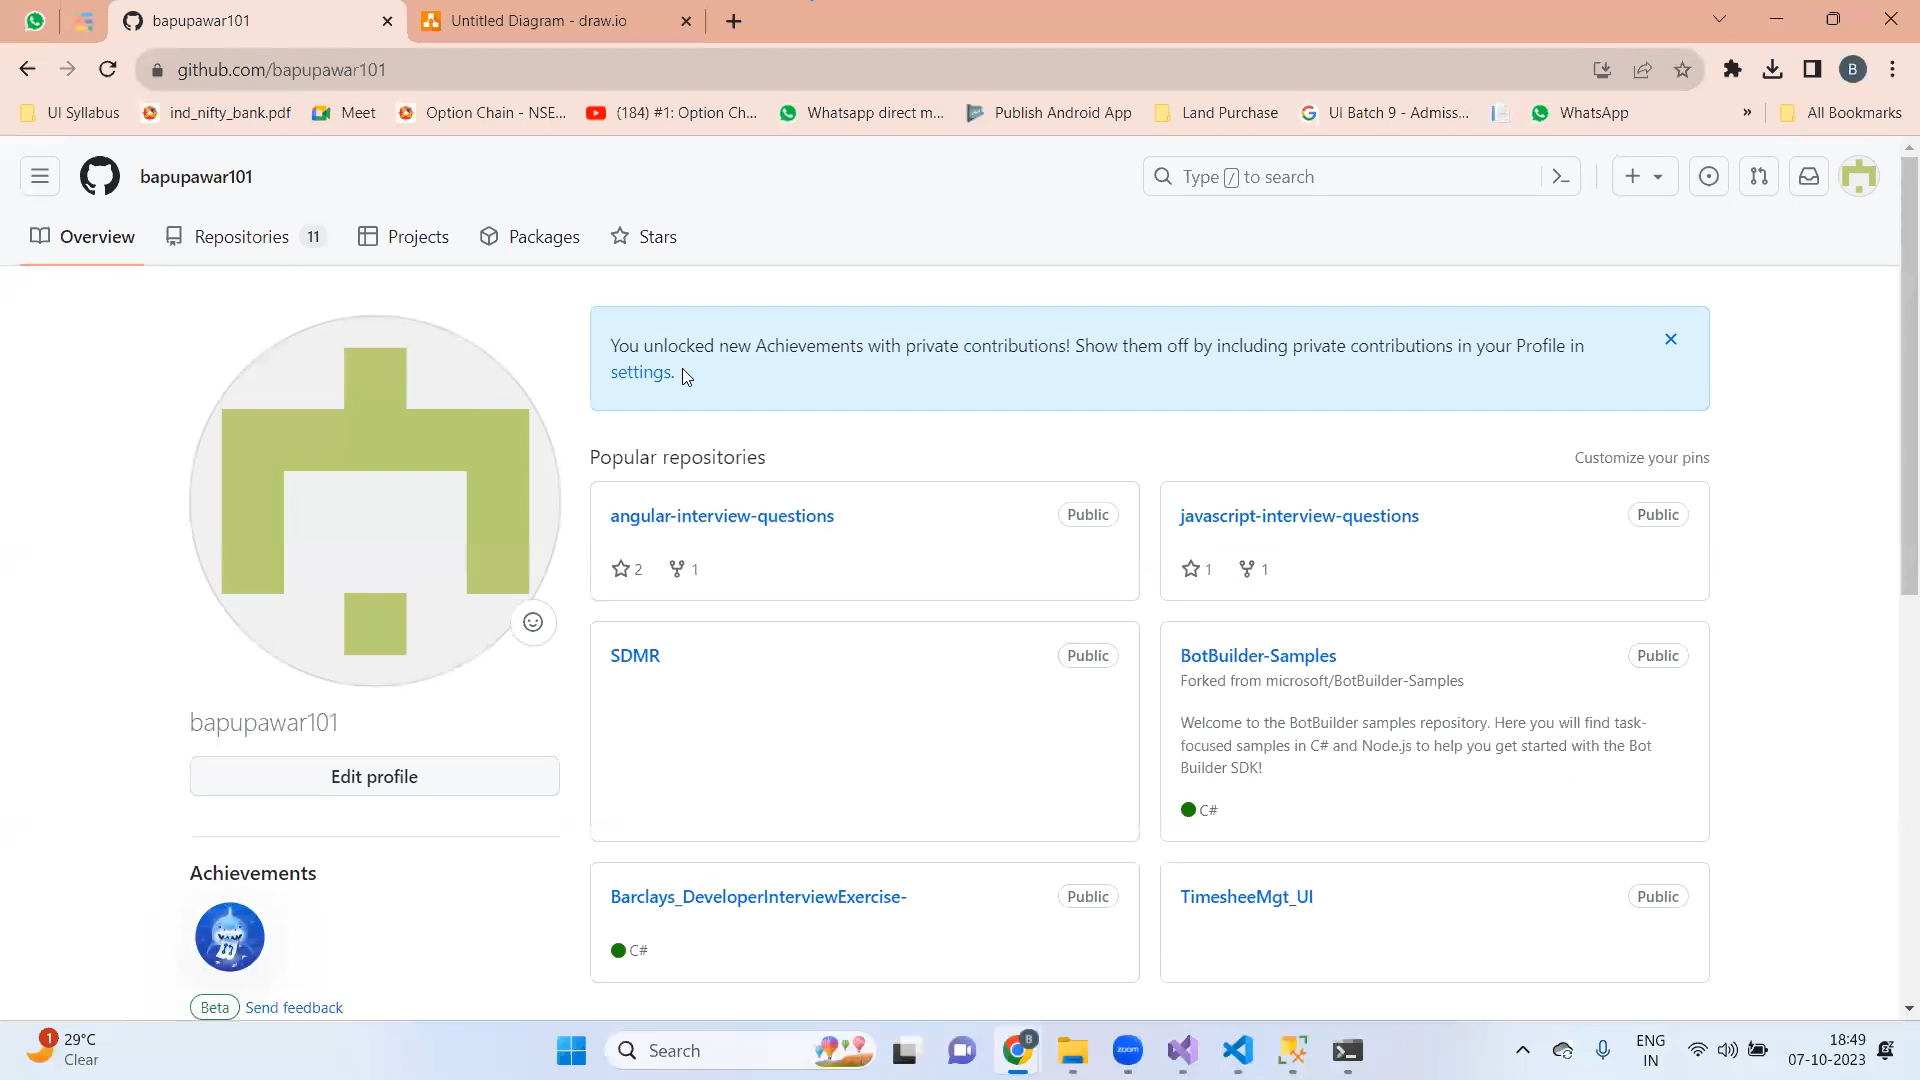 bapupawar101
Untitled Diagram - draw.io
github.com/bapupawar101
B
UI Syllabus
ind_nifty_bank.pdf
Meet
Option Chain - NSE...
(184) #1: Option Ch...
Whatsapp direct m...
Publish Android App
Land Purchase
UI Batch 9 - Admiss...
WhatsApp
»
All Bookmarks
bapupawar101
Type / to search
Overview
Repositories 11
Projects
Packages
Stars
You unlocked new Achievements with private contributions! Show them off by including private contributions in your Profile in
settings.
Popular repositories
Customize your pins
angular-interview-questions
Public
2
1
javascript-interview-questions
Public
1
1
SDMR
Public
BotBuilder-Samples
Public
Forked from microsoft/BotBuilder-Samples
Welcome to the BotBuilder samples repository. Here you will find task-
focused samples in C# and Node.js to help you get started with the Bot
Builder SDK!
C#
bapupawar101
Edit profile
Achievements
Beta
Send feedback
Barclays_DeveloperInterviewExercise-
Public
C#
TimesheeMgt_UI
Public
1
29°C
Clear
Search
B
zoom
ENG
IN
18:49
07-10-2023